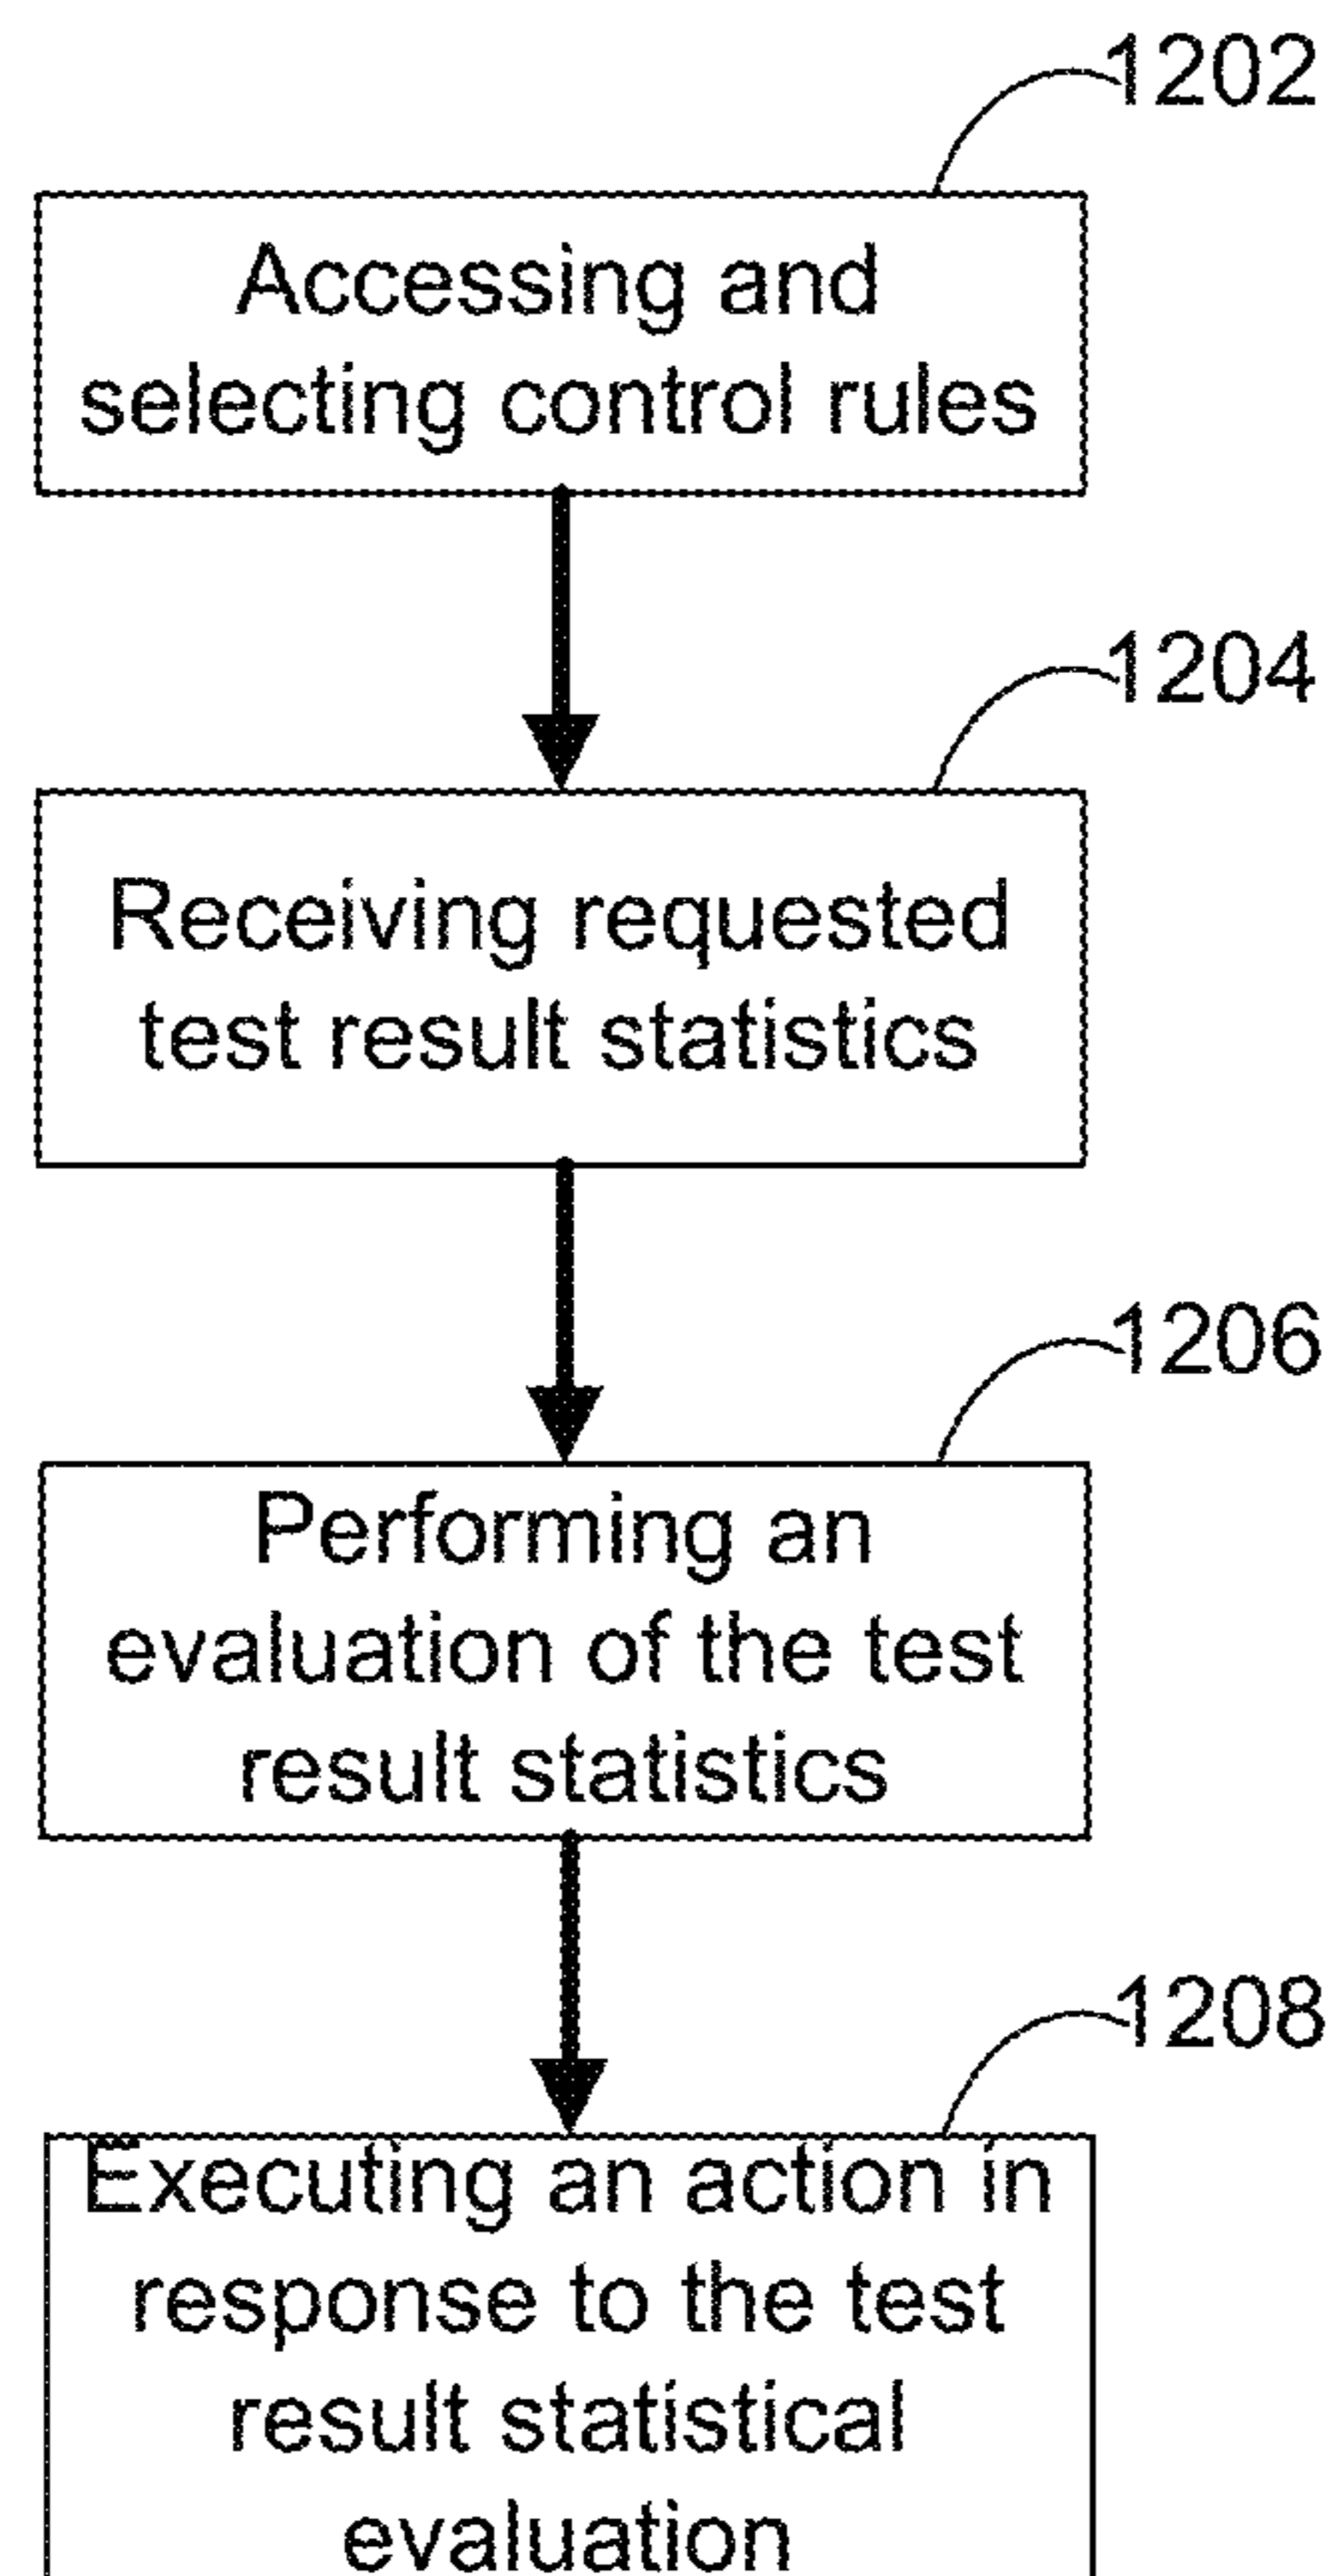 1202
Accessing and
selecting control rules
1204
Receiving requested
test result statistics
1206
Performing an
evaluation of the test
result statistics
1208
Executing an action in
response to the test
result statistical
evaluation